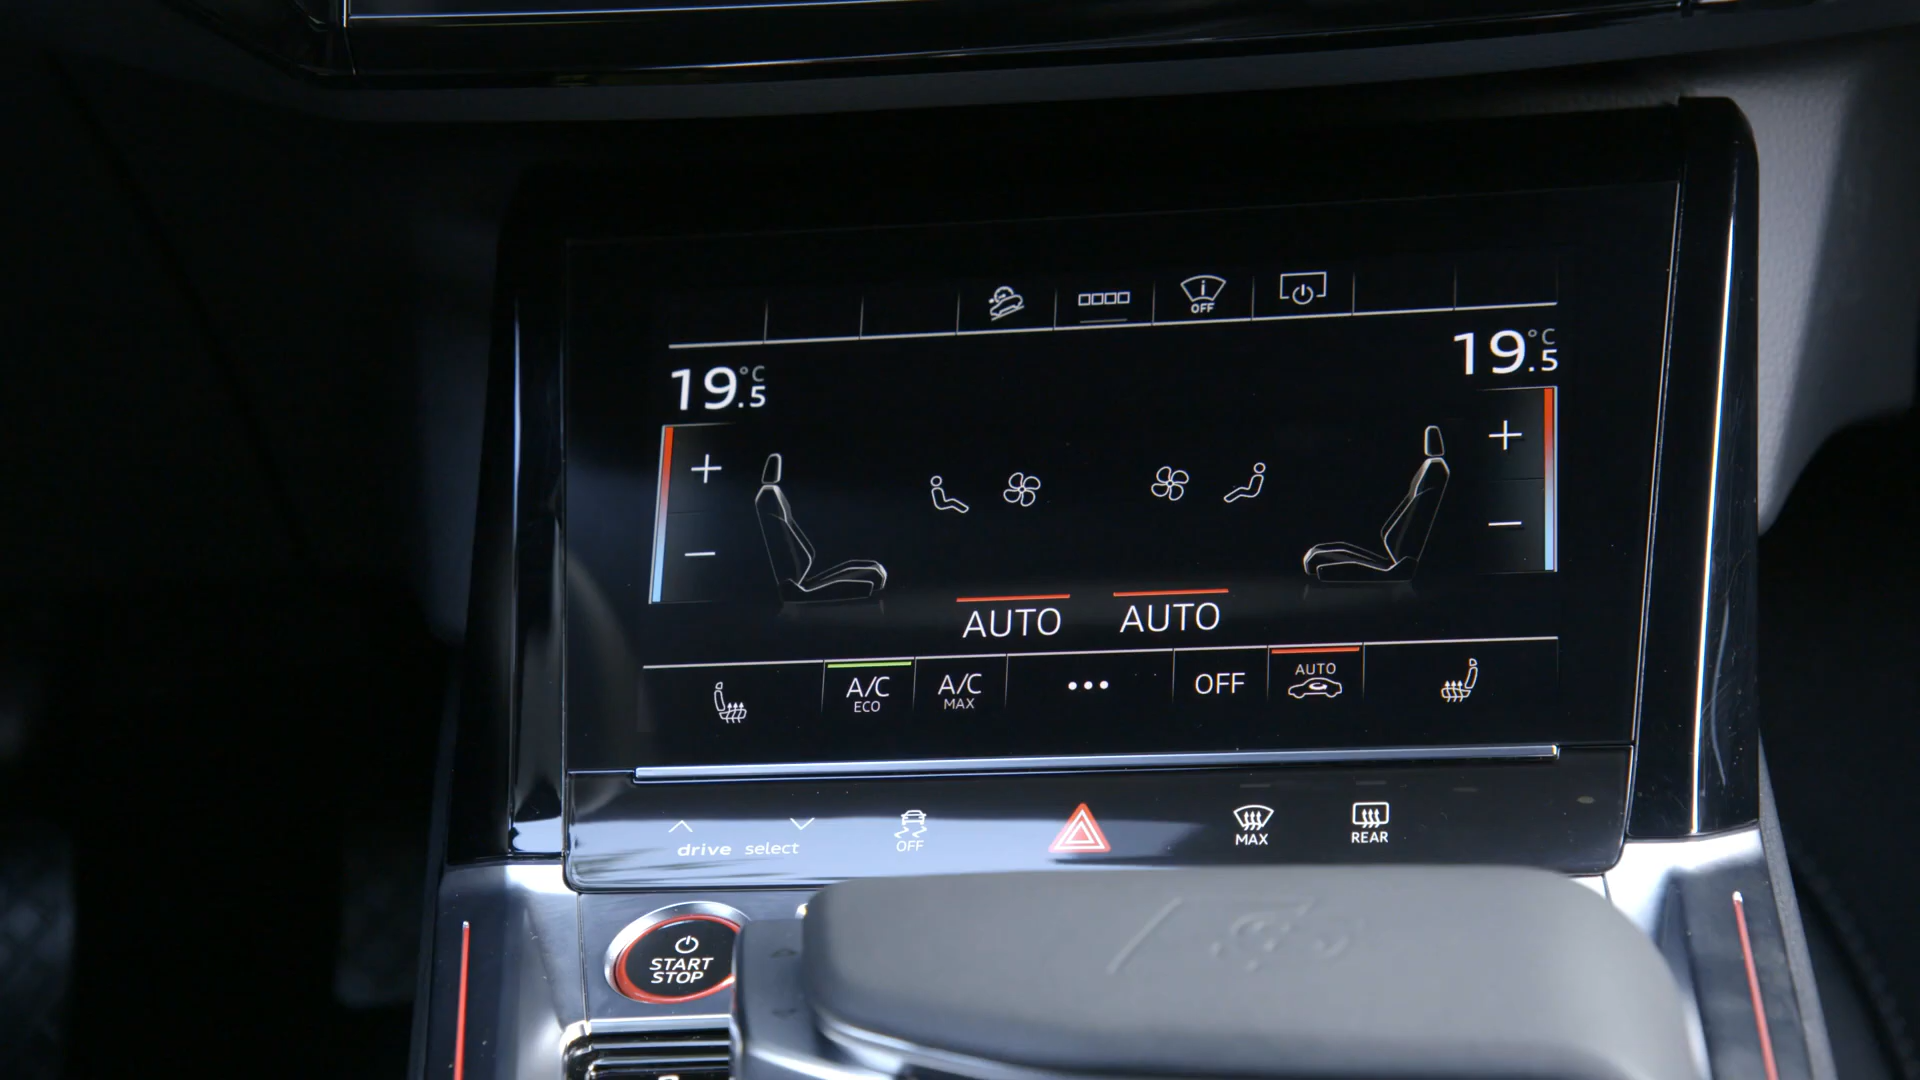 OFF
19.5°C
19.5°C
AUTO AUTO
A/C
ECO
A/C
MAX
OFF
AUTO
drive select
OFF
MAX
REAR
START
STOP